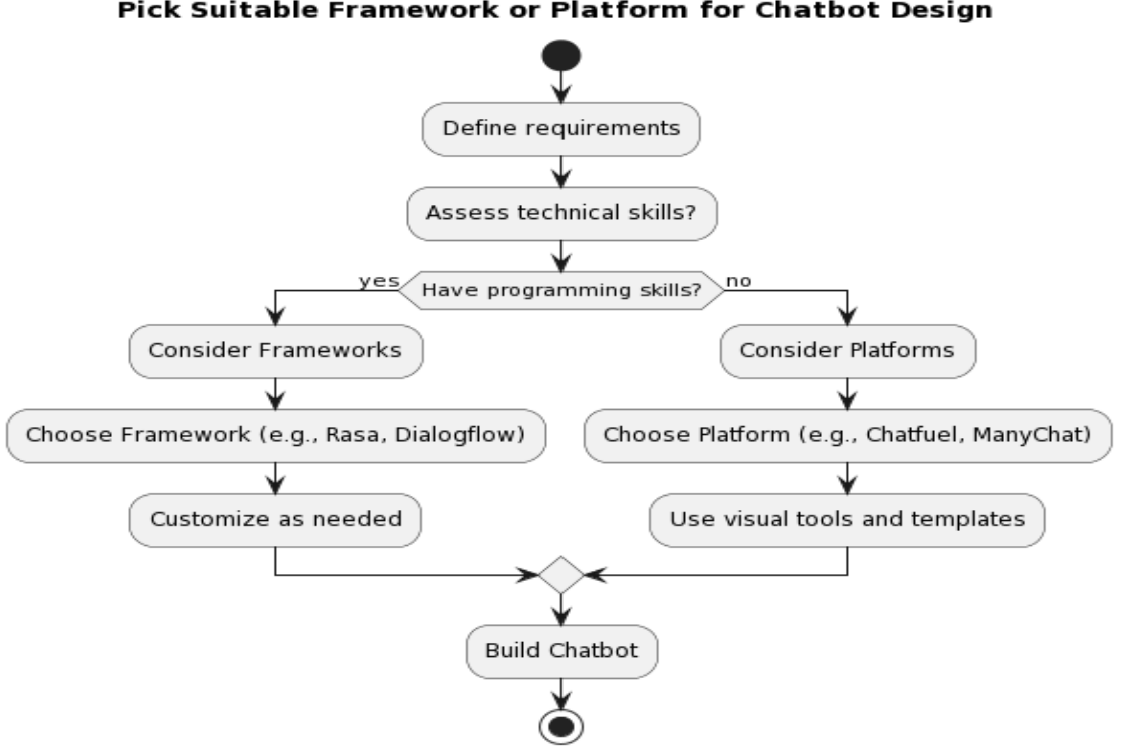 Pick Suitable Framework or Platform for Chatbot Design
Define requirements
Assess technical skills?
yes
Have programming skills?
no
Consider Frameworks
Consider Platforms
Choose Framework (e.g., Rasa, Dialogflow)
Choose Platform (e.g., Chatfuel, ManyChat)
Customize as needed
Use visual tools and templates
Build Chatbot